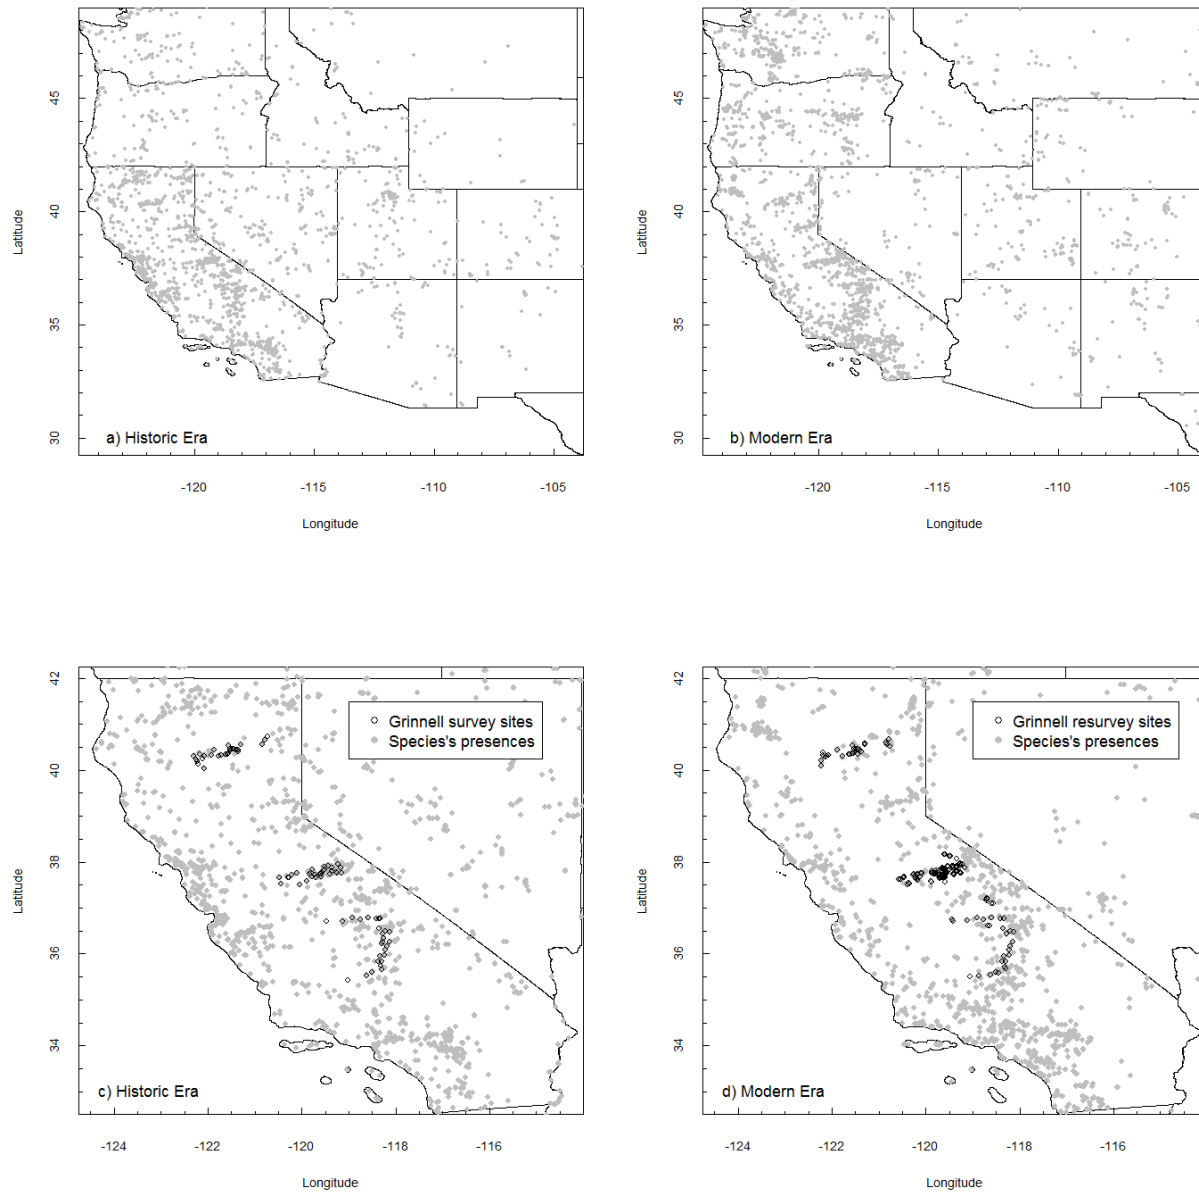 45
40
35
30
Latitude
a) Historic Era
-120
-115
-110
-105
Longitude
45
40
35
30
Latitude
b) Modern Era
-120
-115
-110
-105
Longitude
42
40
38
36
34
Latitude
Grinnell survey sites
Species's presences
c) Historic Era
-124
-122
-120
-118
-116
Longitude
42
40
38
36
34
Latitude
Grinnell resurvey sites
Species's presences
d) Modern Era
-124
-122
-120
-118
-116
Longitude